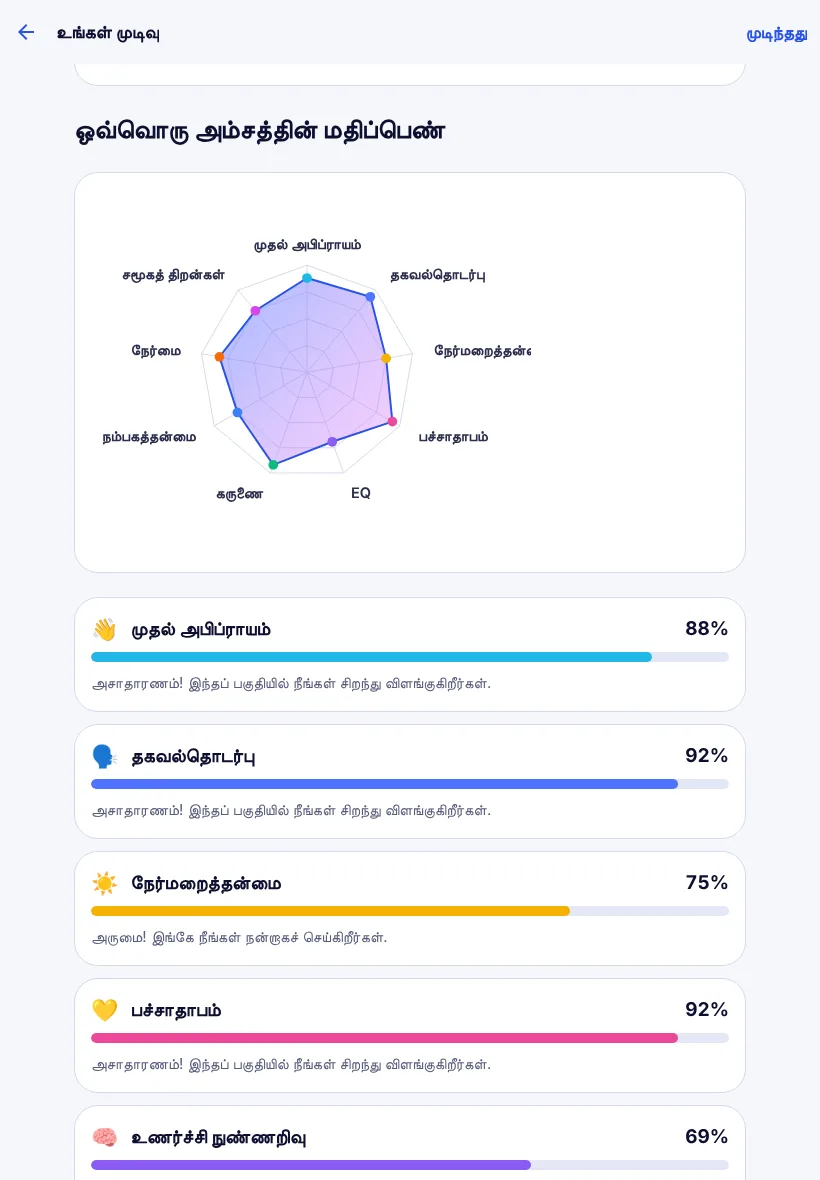 உங்கள் முடிவு
முடிந்தது
ஒவ்வொரு அம்சத்தின் மதிப்பெண்
முதல் அபிப்ராயம்
சமூகத் திறன்கள்
தகவல்தொடர்பு
நேர்மை
நம்பகத்தன்மை
பச்சாதாபம்
கருணை
EQ
முதல் அபிப்ராயம்
88%
அசாதாரணம்! இந்தப் பகுதியில் நீங்கள் சிறந்து விளங்குகிறீர்கள்.
தகவல்தொடர்பு
92%
அசாதாரணம்! இந்தப் பகுதியில் நீங்கள் சிறந்து விளங்குகிறீர்கள்.
நேர்மறைத்தன்மை
75%
அருமை! இங்கே நீங்கள் நன்றாகச் செய்கிறீர்கள்.
பச்சாதாபம்
92%
அசாதாரணம்! இந்தப் பகுதியில் நீங்கள் சிறந்து விளங்குகிறீர்கள்.
உணர்ச்சி நுண்ணறிவு
69%